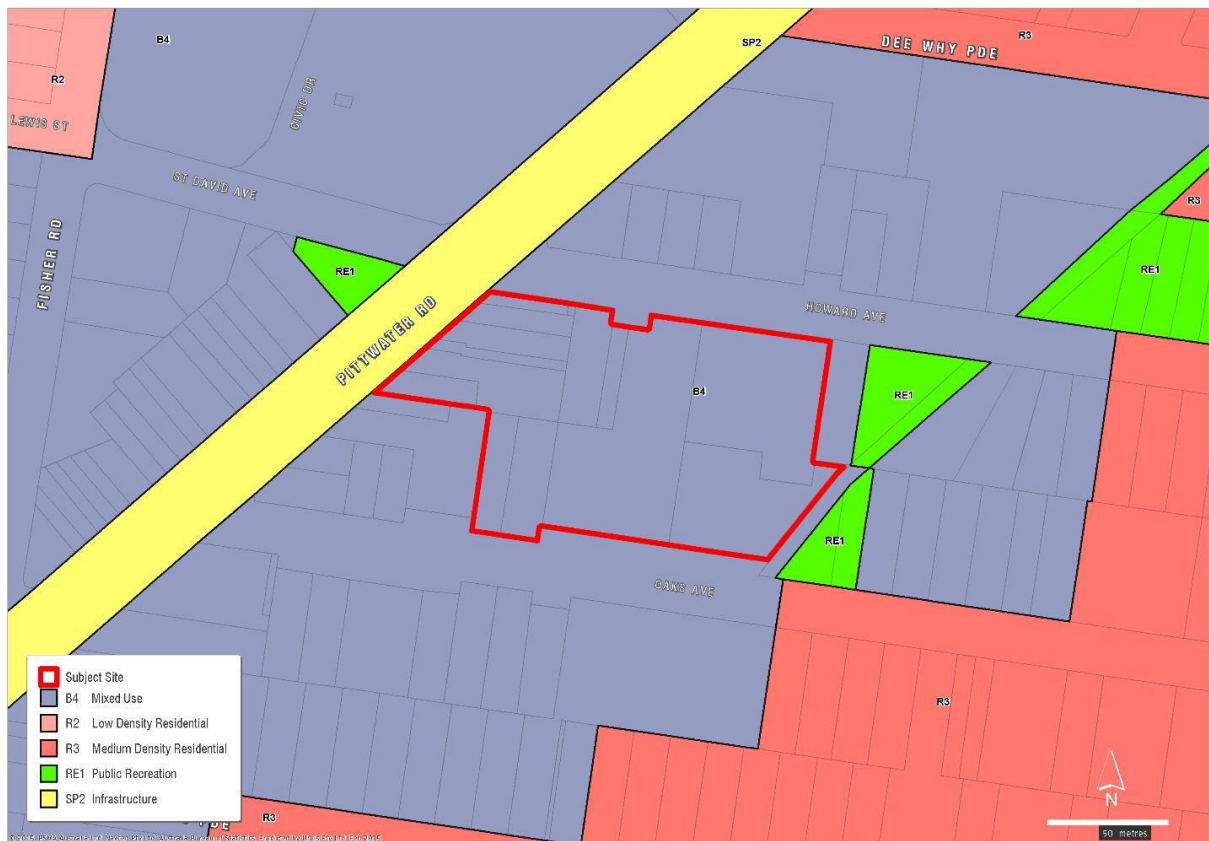 B4
SP2
R3
DEE WHY PDE
R2
CIVIC DR
LEWIS ST
ST DAVID AVE
R3
FISHER RD
RE1
RE1
PITTWATER RD
HOWARD AVE
B4
RE1
RE1
OAKS AVE
R3
Subject Site
B4 Mixed Use
R2 Low Density Residential
R3 Medium Density Residential
RE1 Public Recreation
SP2 Infrastructure
R3
PDE
N
50 metres